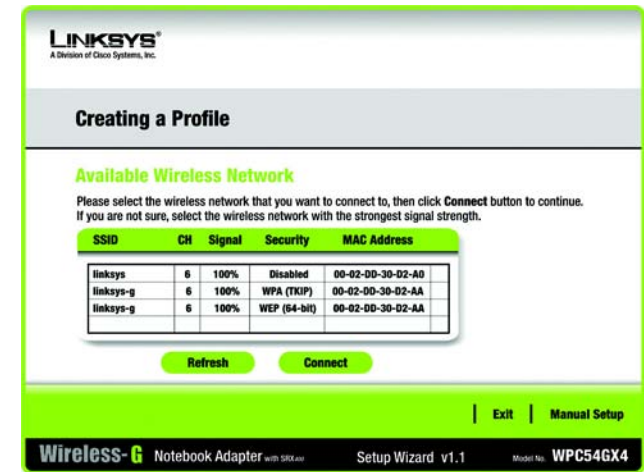 LINKSYS®
A Division of Cisco Systems, Inc.
Creating a Profile
Available Wireless Network
Please select the wireless network that you want to connect to, then click Connect button to continue.
If you are not sure, select the wireless network with the strongest signal strength.
SSID CH Signal Security MAC Address
linksys 6 100% Disabled 00-02-DD-30-D2-A0
linksys-g 6 100% WPA (TKIP) 00-02-DD-30-D2-AA
linksys-g 6 100% WEP (64-bit) 00-02-DD-30-D2-AA
Refresh Connect
Exit Manual Setup
Wireless-G Notebook Adapter with SRX400 Setup Wizard v1.1 Model No. WPC54GX4